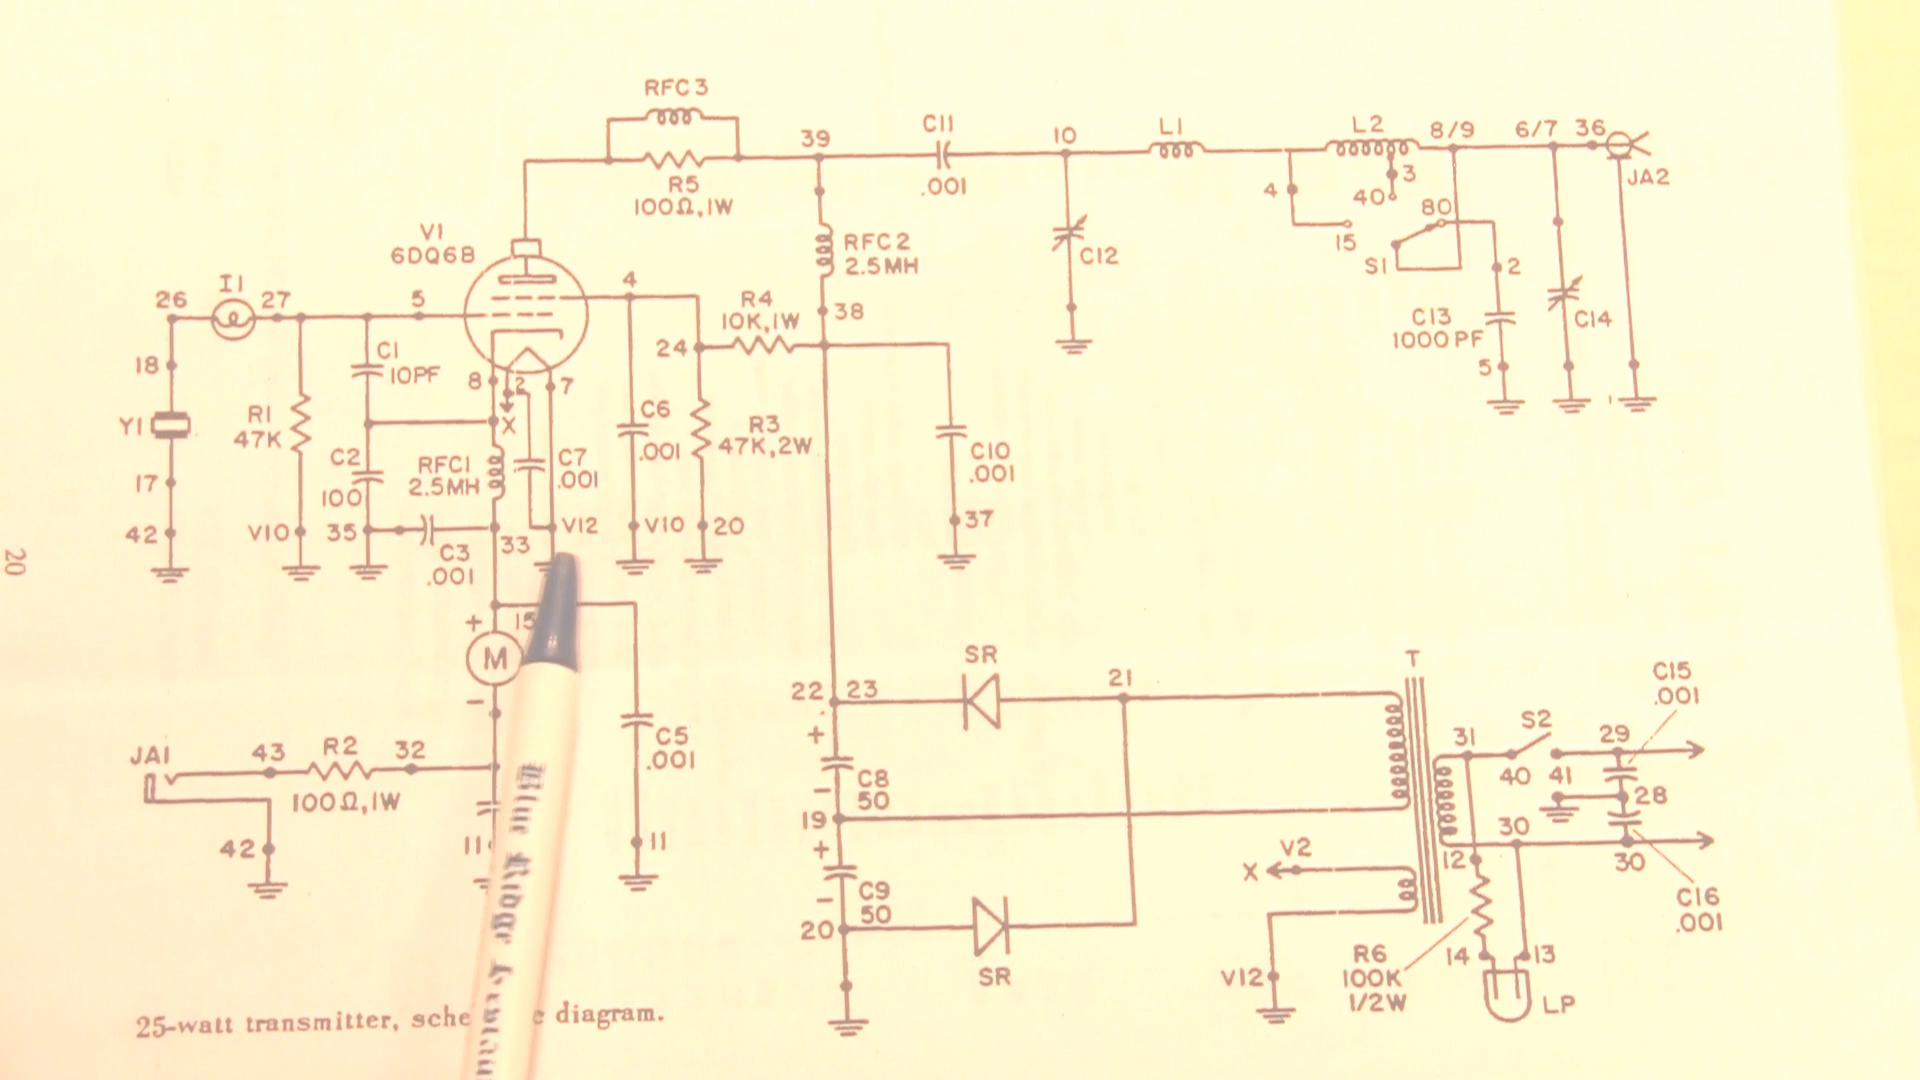 RFC3
R5
100Ω,1W
39
C11
.001
10
L1
L2
8/9
6/7
36
JA2
4
3
40
80
15
S1
2
C13
1000PF
5
C14
1
C12
RFC2
2.5MH
38
V1
6DQ6B
I1
26
27
5
4
R4
10K,1W
24
18
C1
10PF
8
2
7
X
Y1
R1
47K
C6
.001
R3
47K,2W
C10
.001
17
C2
100
RFC1
2.5MH
C7
.001
42
V10
35
C3
.001
33
V12
V10
20
37
20
+
15
M
-
C5
.001
JA1
43
R2
100Ω,1W
32
42
11
11
22
23
SR
21
+
C8
50
-
19
+
C9
50
-
20
SR
T
31
S2
40
41
29
C15
.001
28
30
30
C16
.001
12
V2
X
V12
R6
100K
1/2W
14
13
LP
25-watt transmitter, sche diagram.
Blue Ridge